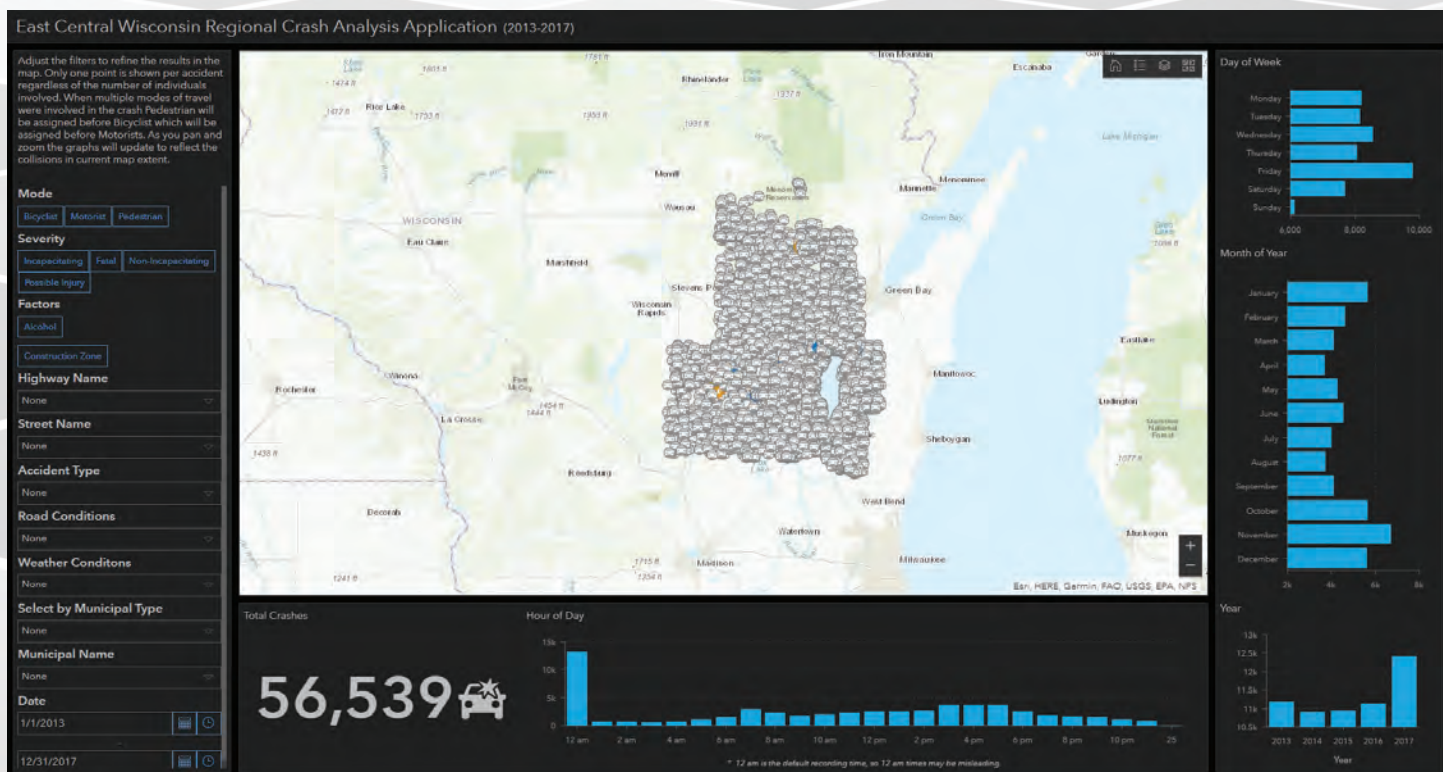 East Central Wisconsin Regional Crash Analysis Application (2013-2017)
Adjust the filters to refine the results in the
map. Only one point is shown per accident
regardless of the number of individuals
involved. When multiple modes of travel
were involved in the crash Pedestrian will
be assigned before Bicyclist which will be
assigned before Motorists. As you pan and
zoom the graphs will update to reflect the
collisions in current map extent.
Mode
Bicyclist Motorist Pedestrian
Severity
Incapacitating Fatal Non-Incapacitating
Possible Injury
Factors
Alcohol
Construction Zone
Highway Name
None
Street Name
None
Accident Type
None
Road Conditions
None
Weather Conditons
None
Select by Municipal Type
None
Municipal Name
None
Date
1/1/2013
12/31/2017
Iron Mountain
Escanaba
Rhinelander
Rice Lake
Lake Michigan
Merrill
Menominee
Marinette
Wausau
WISCONSIN
Green Bay
Eau Claire
Marshfield
Stevens
Green Bay
Wisconsin
Rapids
Eastlake
Winona
Fort
McCoy
Manitowoc
Rochester
Ludington
La Crosse
Sheboygan
Reedsburg
West Bend
Decorah
Watertown
Muskegon
Madison
Milwaukee
Esri, HERE, Garmin, FAO, USGS, EPA, NPS
Total Crashes
56,539
Hour of Day
15k
10k
5k
0
12 am 2 am 4 am 6 am 8 am 10 am 12 pm 2 pm 4 pm 6 pm 8 pm 10 pm 25
* 12 am is the default recording time, so 12 am times may be misleading.
Day of Week
Monday
Tuesday
Wednesday
Thursday
Friday
Saturday
Sunday
6,000 8,000 10,000
Month of Year
January
February
March
April
May
June
July
August
September
October
November
December
2k 4k 6k 8k
Year
13k
12.5k
12k
11.5k
11k
10.5k
2013 2014 2015 2016 2017
Year